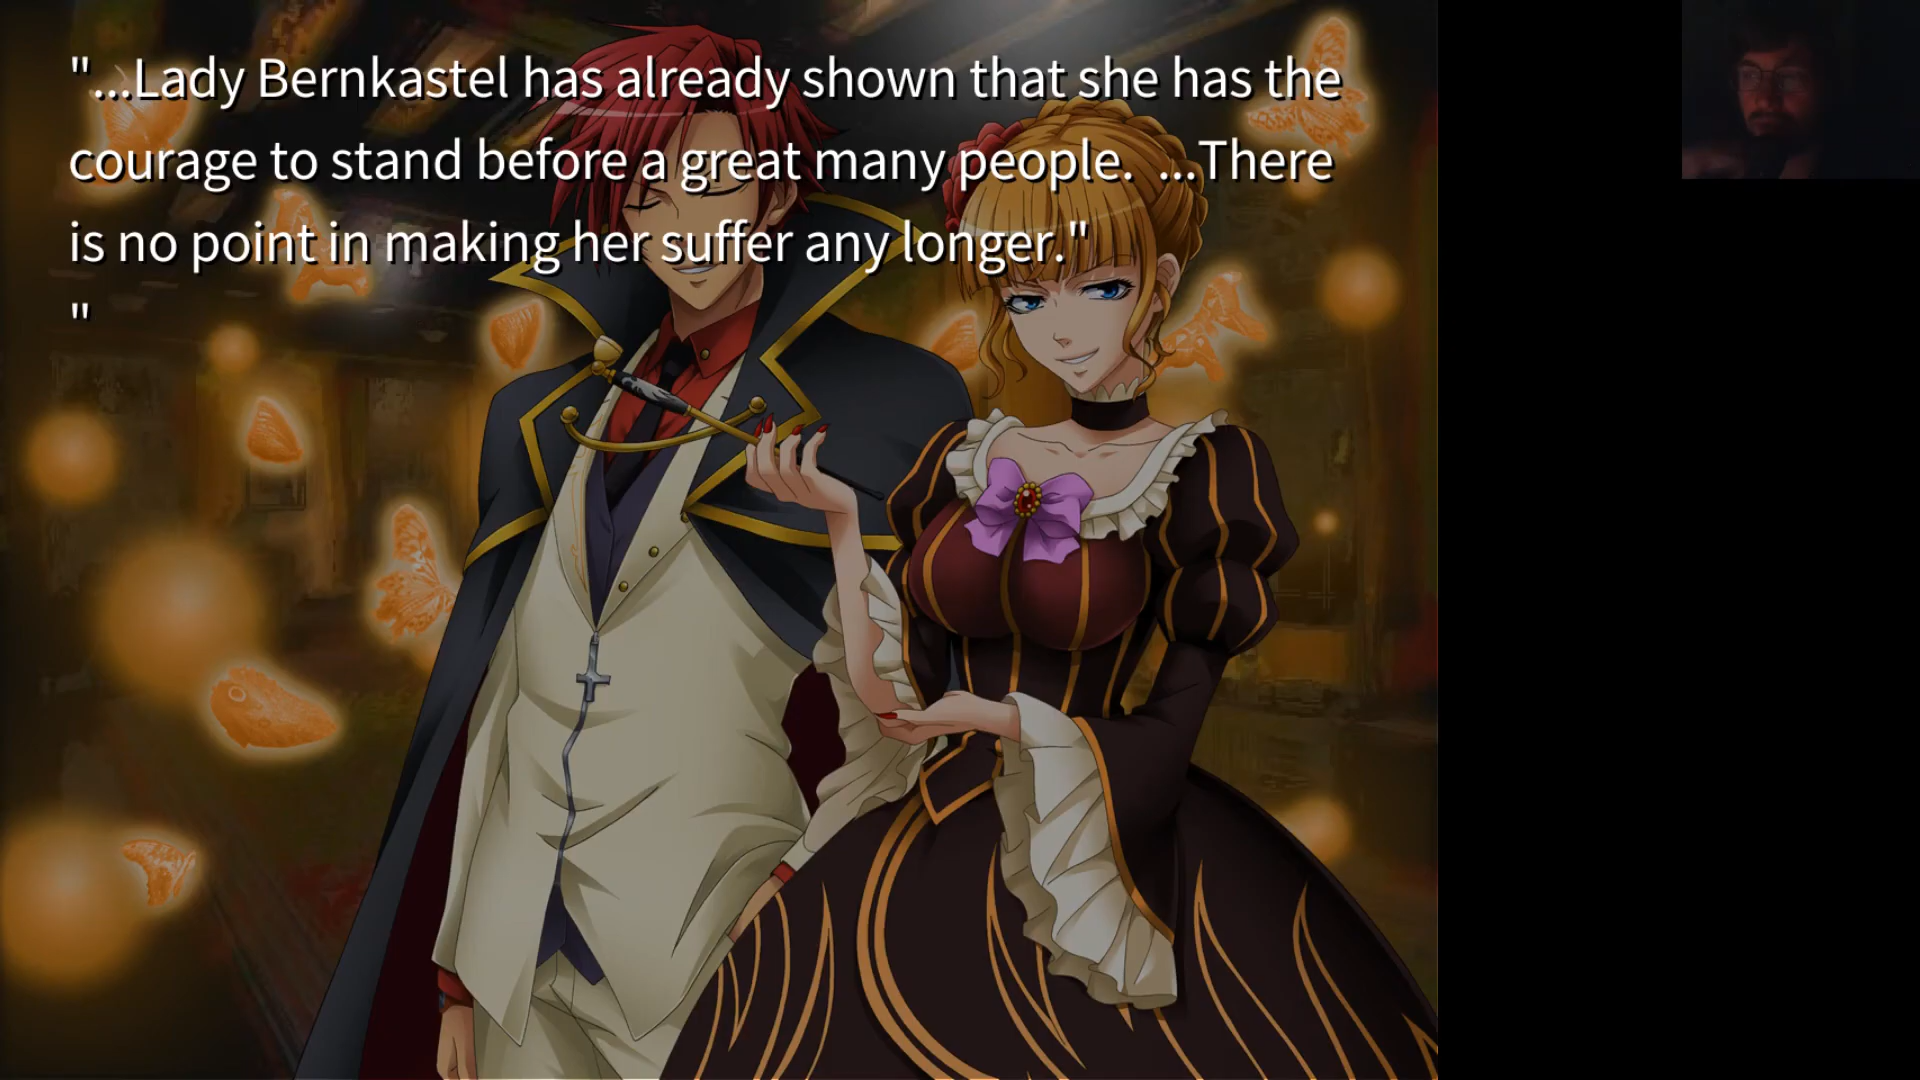 "...Lady Bernkastel has already shown that she has the
courage to stand before a great many people.  ...There
is no point in making her suffer any longer."
"